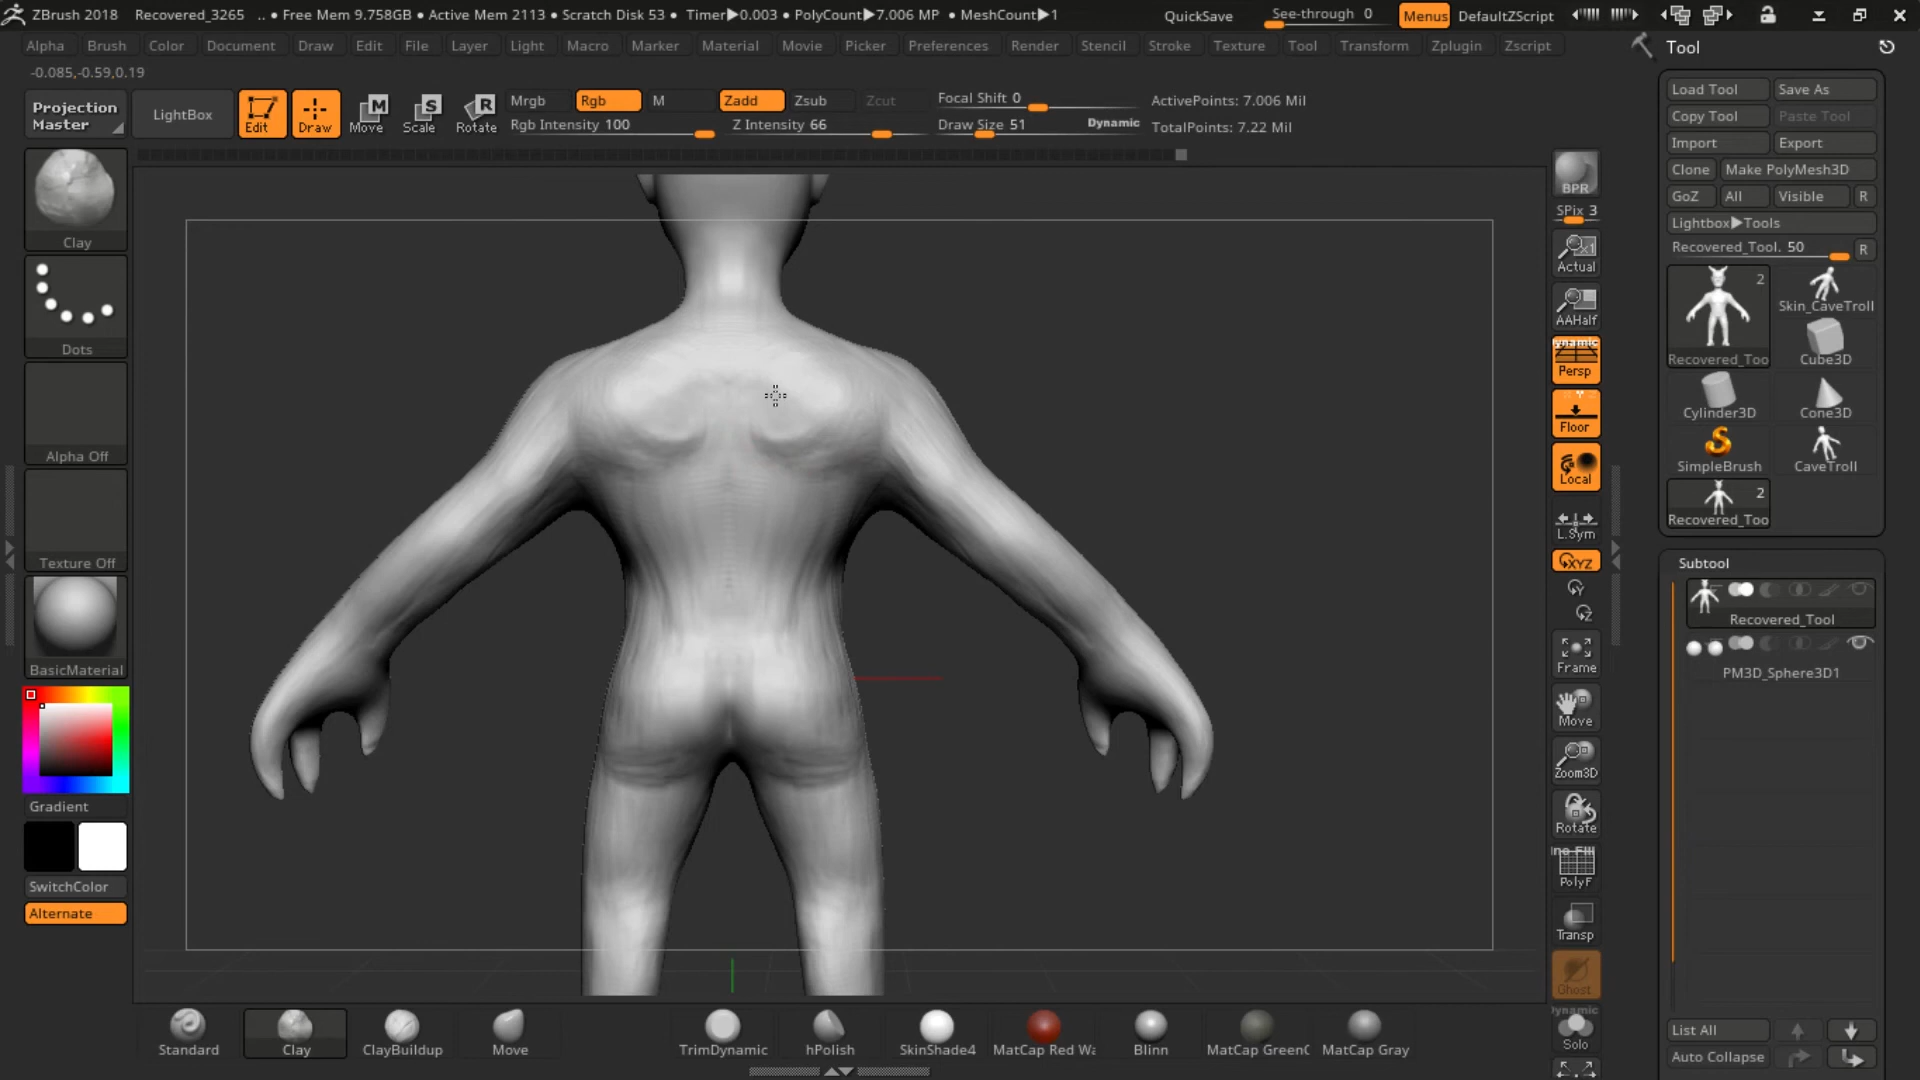 ZBrush 2018 Recovered_3265 .. • Free Mem 9.758GB • Active Mem 2113 • Scratch Disk 53 • Timer▶0.003 • PolyCount▶7.006 MP • MeshCount▶1 QuickSave See-through 0 Menus DefaultZScript
Alpha Brush Color Document Draw Edit File Layer Light Macro Marker Material Movie Picker Preferences Render Stencil Stroke Texture Tool Transform Zplugin Zscript
Tool
-0.085,-0.59,0.19
Projection Master
LightBox
Edit
Draw
Move
Scale
Rotate
Mrgb Rgb M Zadd Zsub Zcut
Rgb Intensity 100 Z Intensity 66
Focal Shift 0
Draw Size 51 Dynamic
ActivePoints: 7.006 Mil
TotalPoints: 7.22 Mil
Clay
Dots
Alpha Off
Texture Off
BasicMaterial
Gradient
SwitchColor
Alternate
BPR
SPix 3
Actual
AAHalf
Persp
Floor
Local
L.Sym
XYZ
Y
Z
Frame
Move
Zoom3D
Rotate
PolyF
Transp
Ghost
Dynamic
Solo
Load Tool Save As
Copy Tool Paste Tool
Import Export
Clone Make PolyMesh3D
GoZ All Visible R
Lightbox▶Tools
Recovered_Tool. 50 R
2
Recovered_Too
Skin_CaveTroll
Cube3D
Cylinder3D Cone3D
SimpleBrush CaveTroll
2
Recovered_Too
Subtool
Recovered_Tool
PM3D_Sphere3D1
List All
Auto Collapse
Standard Clay ClayBuildup Move TrimDynamic hPolish SkinShade4 MatCap Red Wa Blinn MatCap GreenC MatCap Gray